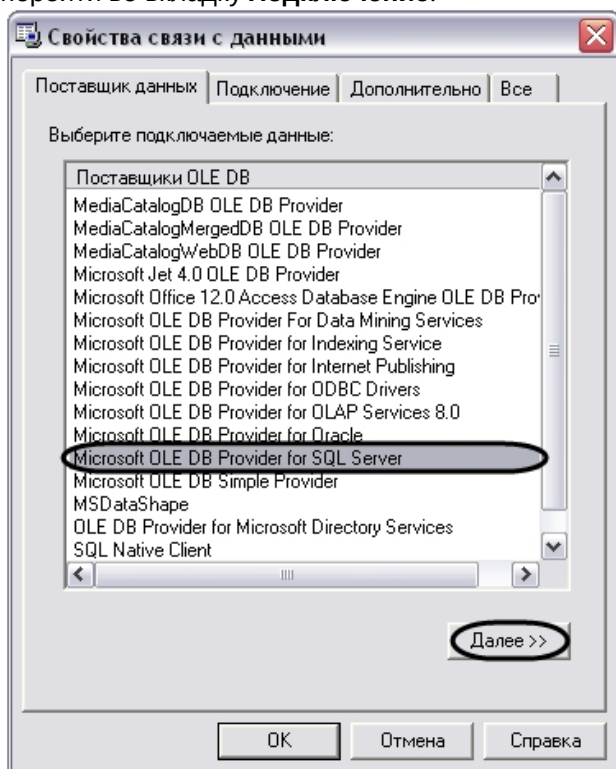 перейти во вкладку Подключение.
Свойства связи с данными
Поставщик данных Подключение Дополнительно Все
Выберите подключаемые данные:
Поставщики OLE DB
MediaCatalogDB OLE DB Provider
MediaCatalogMergedDB OLE DB Provider
MediaCatalogWebDB OLE DB Provider
Microsoft Jet 4.0 OLE DB Provider
Microsoft Office 12.0 Access Database Engine OLE DB Pro
Microsoft OLE DB Provider For Data Mining Services
Microsoft OLE DB Provider for Indexing Service
Microsoft OLE DB Provider for Internet Publishing
Microsoft OLE DB Provider for ODBC Drivers
Microsoft OLE DB Provider for OLAP Services 8.0
Microsoft OLE DB Provider for Oracle
Microsoft OLE DB Provider for SQL Server
Microsoft OLE DB Simple Provider
MSDataShape
OLE DB Provider for Microsoft Directory Services
SQL Native Client
Далее >>
OK Отмена Справка